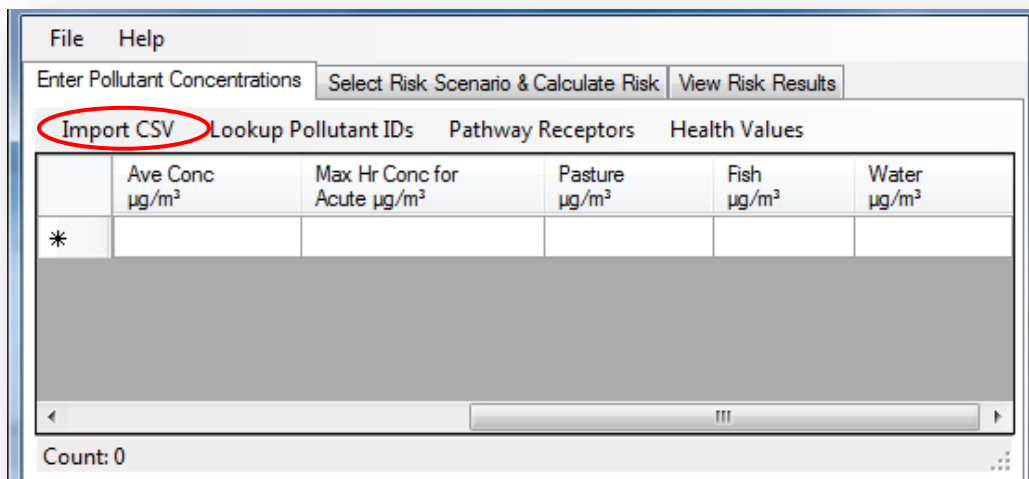 File Help
Enter Pollutant Concentrations Select Risk Scenario & Calculate Risk View Risk Results
Import CSV Lookup Pollutant IDs Pathway Receptors Health Values
Ave Conc Max Hr Conc for Pasture Fish Water
µg/m³ Acute µg/m³ µg/m³ µg/m³ µg/m³
*
Count: 0